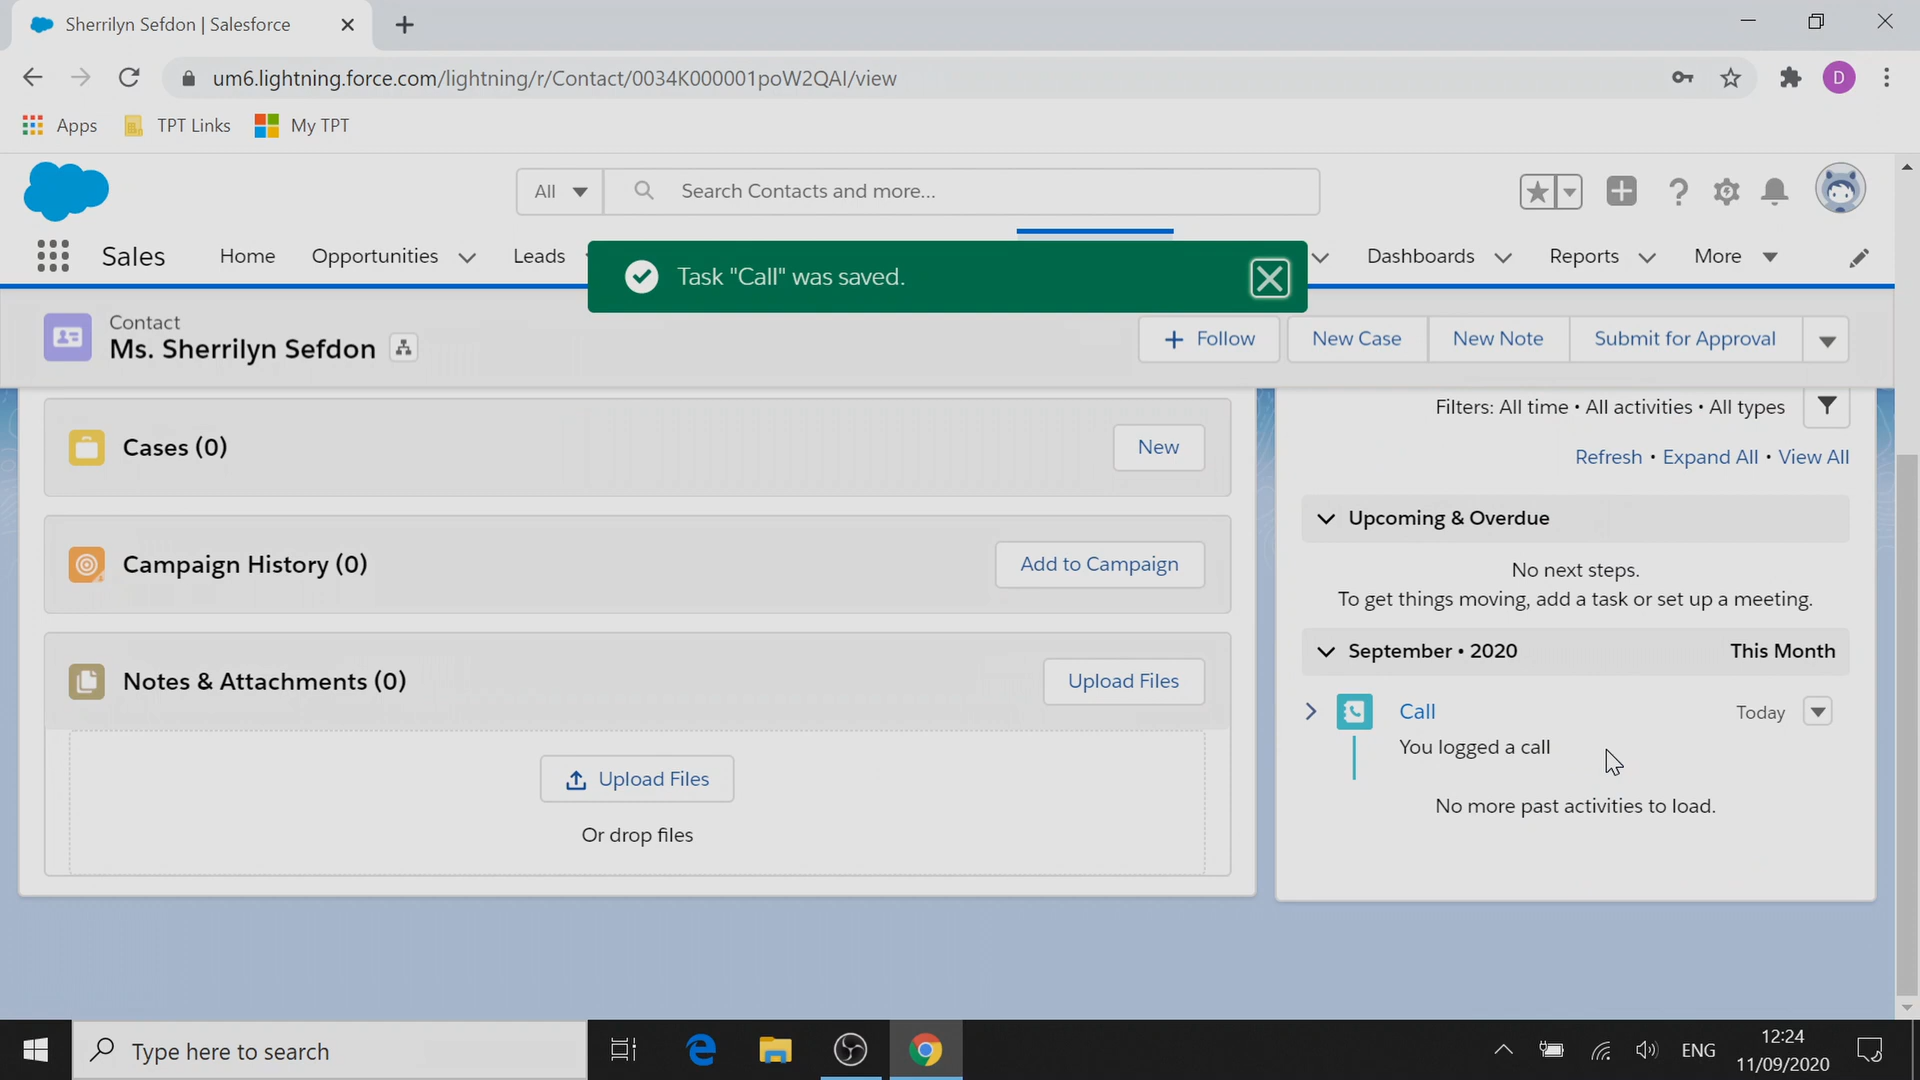 Sherrilyn Sefdon | Salesforce
um6.lightning.force.com/lightning/r/Contact/0034K000001poW2QAI/view
D
Apps
TPT Links
My TPT
All
Search Contacts and more...
Sales
Home
Opportunities
Leads
Dashboards
Reports
More
Task "Call" was saved.
Contact
Ms. Sherrilyn Sefdon
Follow
New Case
New Note
Submit for Approval
Cases (0)
New
Campaign History (0)
Add to Campaign
Notes & Attachments (0)
Upload Files
Upload Files
Or drop files
Filters: All time • All activities • All types
Refresh • Expand All • View All
Upcoming & Overdue
No next steps.
To get things moving, add a task or set up a meeting.
September • 2020
This Month
Call
Today
You logged a call
No more past activities to load.
Type here to search
ENG
12:24
11/09/2020